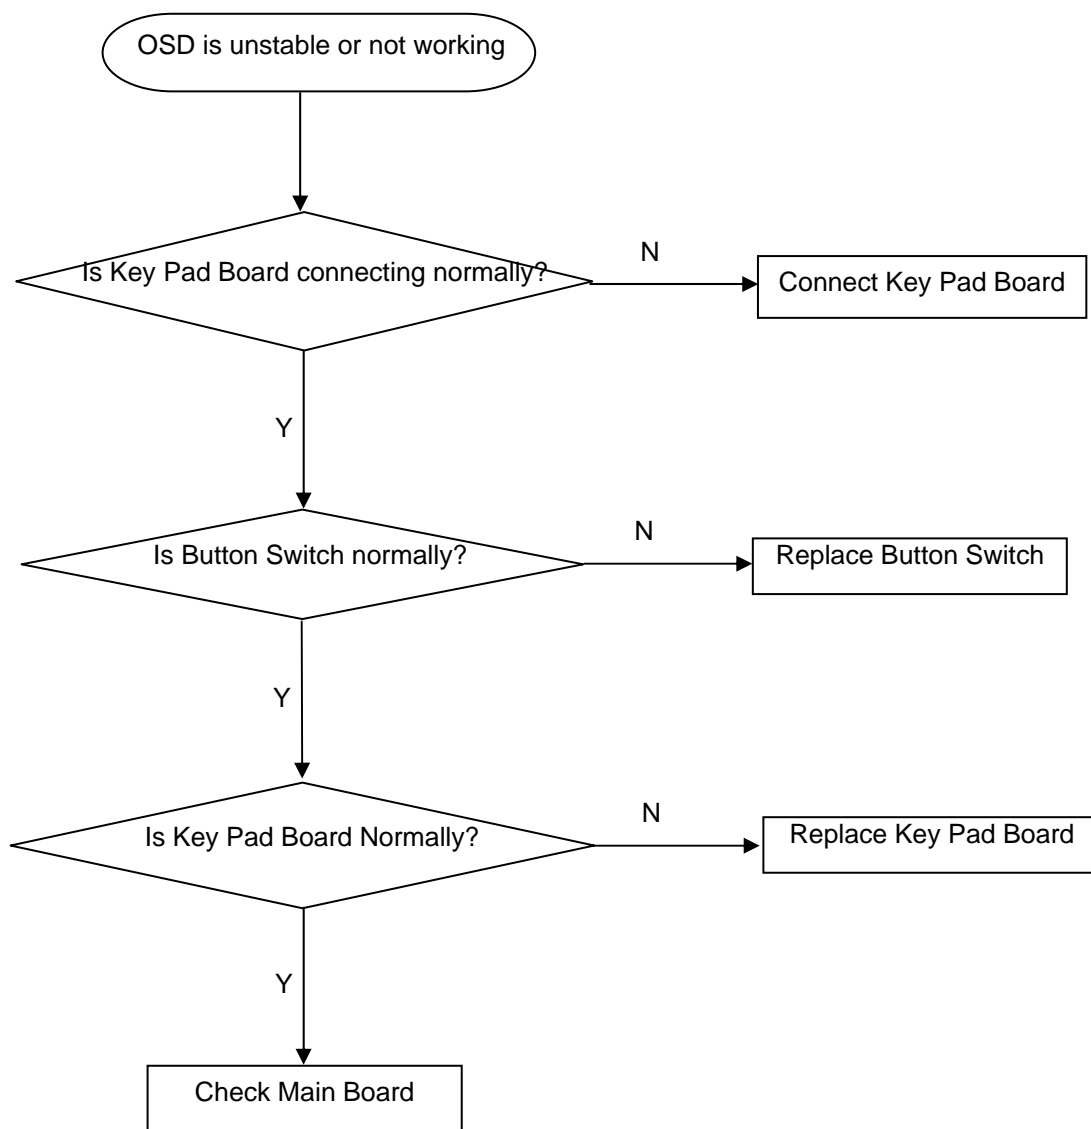 OSD is unstable or not working
Is Key Pad Board connecting normally?
N
Connect Key Pad Board
Y
Is Button Switch normally?
N
Replace Button Switch
Y
Is Key Pad Board Normally?
N
Replace Key Pad Board
Y
Check Main Board